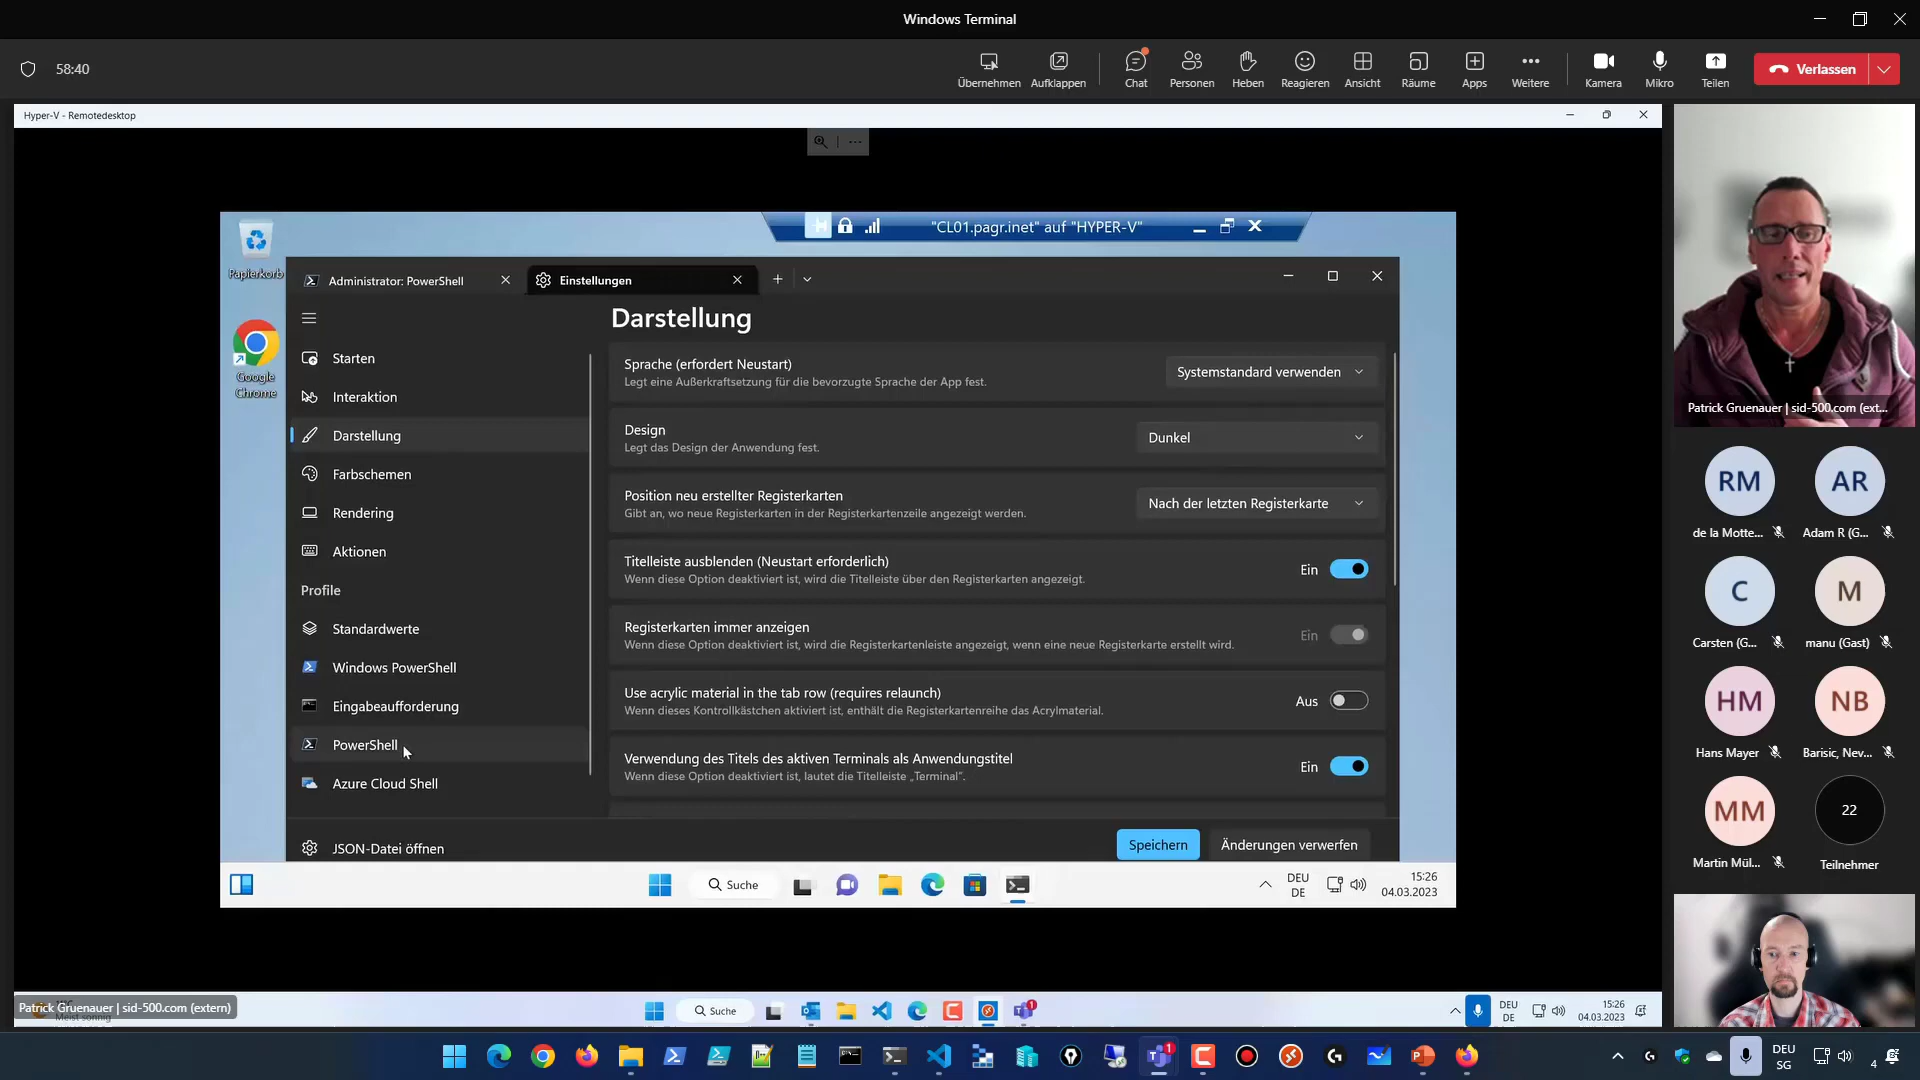 Windows Terminal
58:40
Übernehmen
Aufklappen
Chat
Personen
Heben
Reagieren
Ansicht
Räume
Apps
Weitere
Kamera
Mikro
Teilen
Verlassen
Hyper-V - Remotedesktop
"CL01.pagr.inet" auf "HYPER-V"
Papierkorb
Google
Chrome
Administrator: PowerShell
Einstellungen
Starten
Interaktion
Darstellung
Farbschemen
Rendering
Aktionen
Profile
Standardwerte
Windows PowerShell
Eingabeaufforderung
PowerShell
Azure Cloud Shell
JSON-Datei öffnen
Darstellung
Sprache (erfordert Neustart)
Legt eine Außerkraftsetzung für die bevorzugte Sprache der App fest.
Systemstandard verwenden
Design
Legt das Design der Anwendung fest.
Dunkel
Position neu erstellter Registerkarten
Gibt an, wo neue Registerkarten in der Registerkartenzeile angezeigt werden.
Nach der letzten Registerkarte
Titelleiste ausblenden (Neustart erforderlich)
Wenn diese Option deaktiviert ist, wird die Titelleiste über den Registerkarten angezeigt.
Ein
Registerkarten immer anzeigen
Wenn diese Option deaktiviert ist, wird die Registerkartenleiste angezeigt, wenn eine neue Registerkarte erstellt wird.
Ein
Use acrylic material in the tab row (requires relaunch)
Wenn dieses Kontrollkästchen aktiviert ist, enthält die Registerkartenreihe das Acrylmaterial.
Aus
Verwendung des Titels des aktiven Terminals als Anwendungstitel
Wenn diese Option deaktiviert ist, lautet die Titelleiste „Terminal“.
Ein
Speichern
Änderungen verwerfen
Suche
DEU
DE
15:26
04.03.2023
Patrick Gruenauer | sid-500.com (ext...
RM
AR
de la Motte...
Adam R (G...
C
M
Carsten (G...
manu (Gast)
HM
NB
Hans Mayer
Barisic, Nev...
MM
22
Martin Mül...
Teilnehmer
Patrick Gruenauer | sid-500.com (extern)
Meist sonnig
Suche
1
DEU
DE
15:26
04.03.2023
1
DEU
SG
4